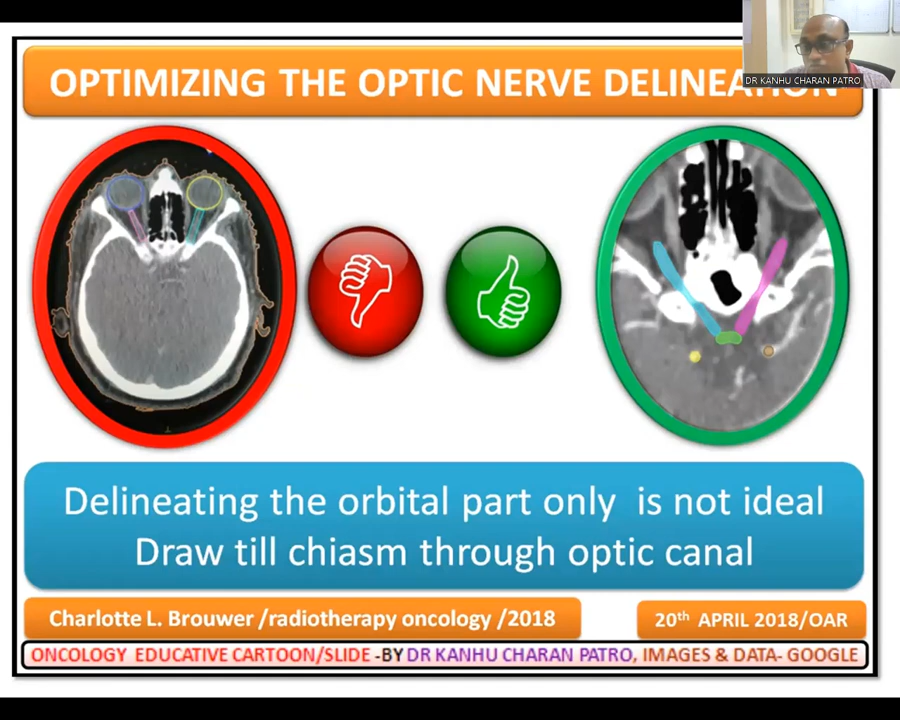 OPTIMIZING THE OPTIC NERVE DELINEATION
DR KANHU CHARAN PATRO
Delineating the orbital part only is not ideal
Draw till chiasm through optic canal
Charlotte L. Brouwer /radiotherapy oncology /2018
20th APRIL 2018/OAR
ONCOLOGY EDUCATIVE CARTOON/SLIDE -BY DR KANHU CHARAN PATRO, IMAGES & DATA- GOOGLE